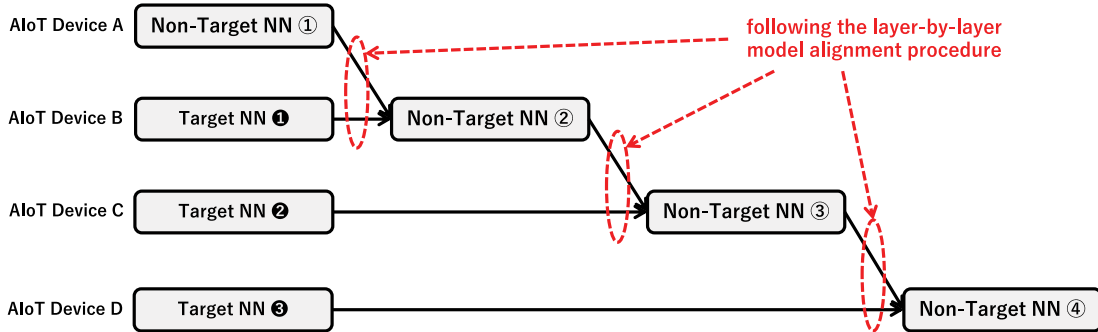 AIoT Device A
Non-Target NN ①
following the layer-by-layer
model alignment procedure
AIoT Device B
Target NN ❶
Non-Target NN ②
AIoT Device C
Target NN ❷
Non-Target NN ③
AIoT Device D
Target NN ❸
Non-Target NN ④